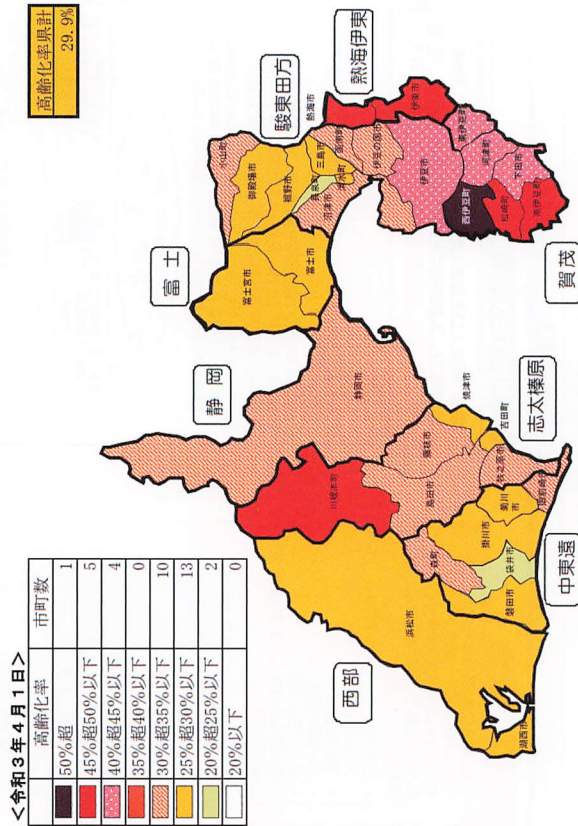 <令和3年4月1日>
高齢化率 市町数
50%超 1
45%超50%以下 5
40%超45%以下 4
35%超40%以下 0
30%超35%以下 10
25%超30%以下 13
20%超25%以下 2
20%以下 0
高齢化率県計
29.9%
西部
中東遠
志太榛原
静岡
富士
駿東田方
熱海伊東
賀茂
湖西市
浜松市
磐田市
袋井市
森町
掛川市
菊川市
御前崎市
牧之原市
吉田町
島田市
川根本町
藤枝市
焼津市
静岡市
富士宮市
富士市
御殿場市
小山町
裾野市
長泉町
沼津市
三島市
清水町
函南町
熱海市
伊豆の国市
伊豆市
伊東市
東伊豆町
河津町
下田市
西伊豆町
松崎町
南伊豆町